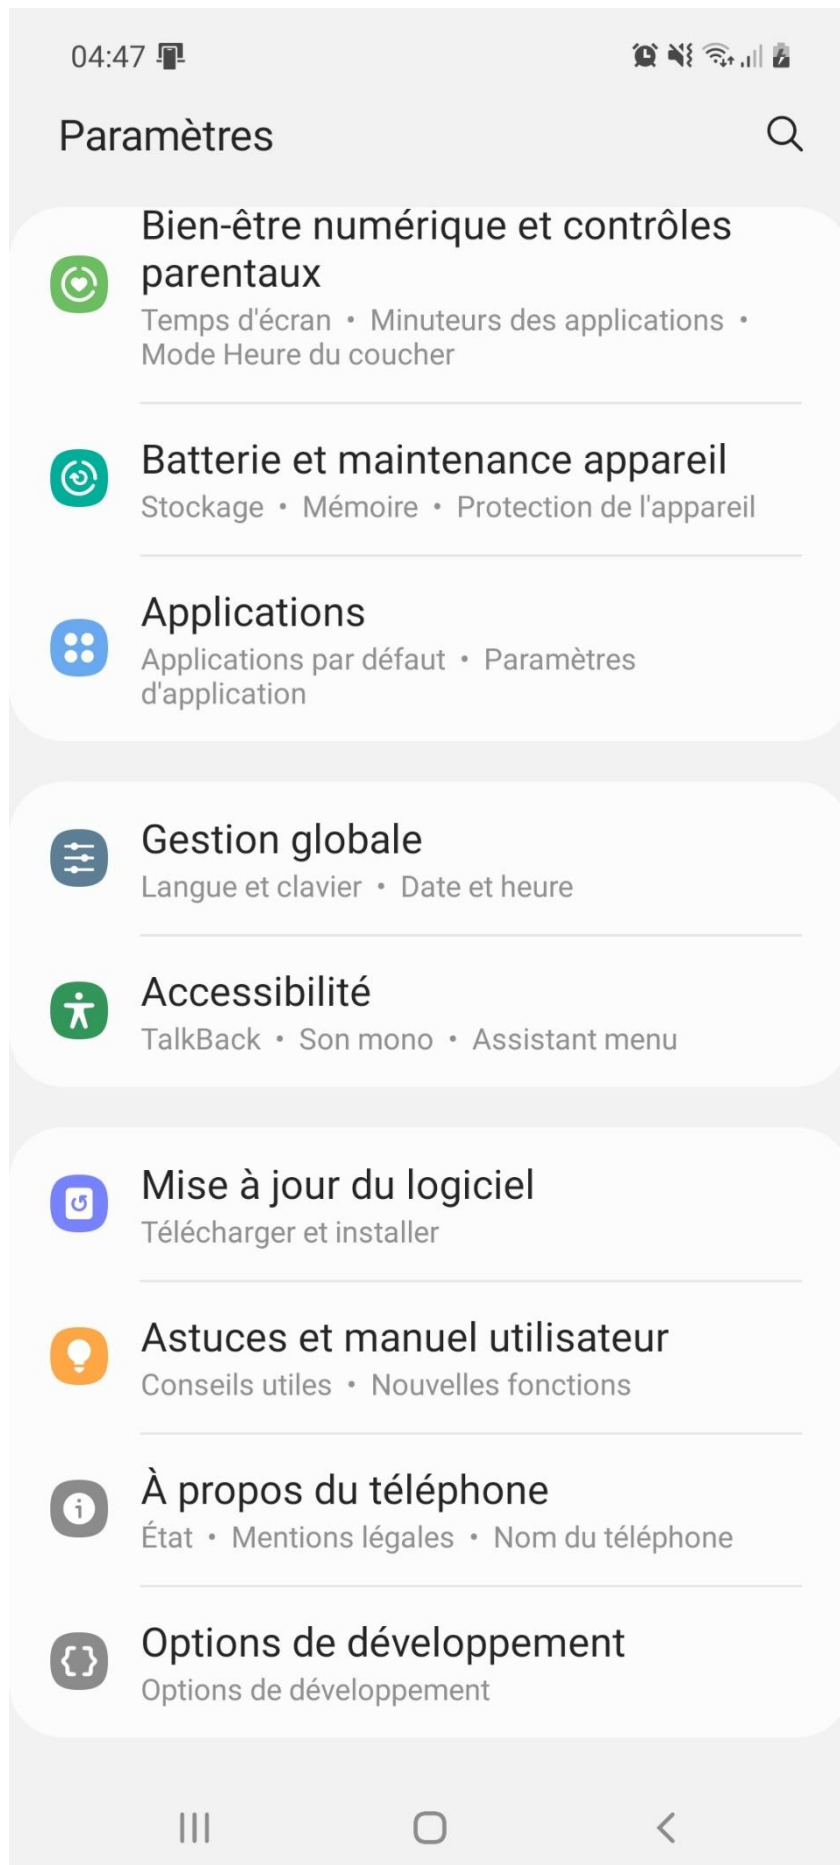 04:47
Paramètres
Bien-être numérique et contrôles
parentaux
Temps d'écran • Minuteurs des applications •
Mode Heure du coucher
Batterie et maintenance appareil
Stockage • Mémoire • Protection de l'appareil
Applications
Applications par défaut • Paramètres
d'application
Gestion globale
Langue et clavier • Date et heure
Accessibilité
TalkBack • Son mono • Assistant menu
Mise à jour du logiciel
Télécharger et installer
Astuces et manuel utilisateur
Conseils utiles • Nouvelles fonctions
À propos du téléphone
État • Mentions légales • Nom du téléphone
Options de développement
Options de développement